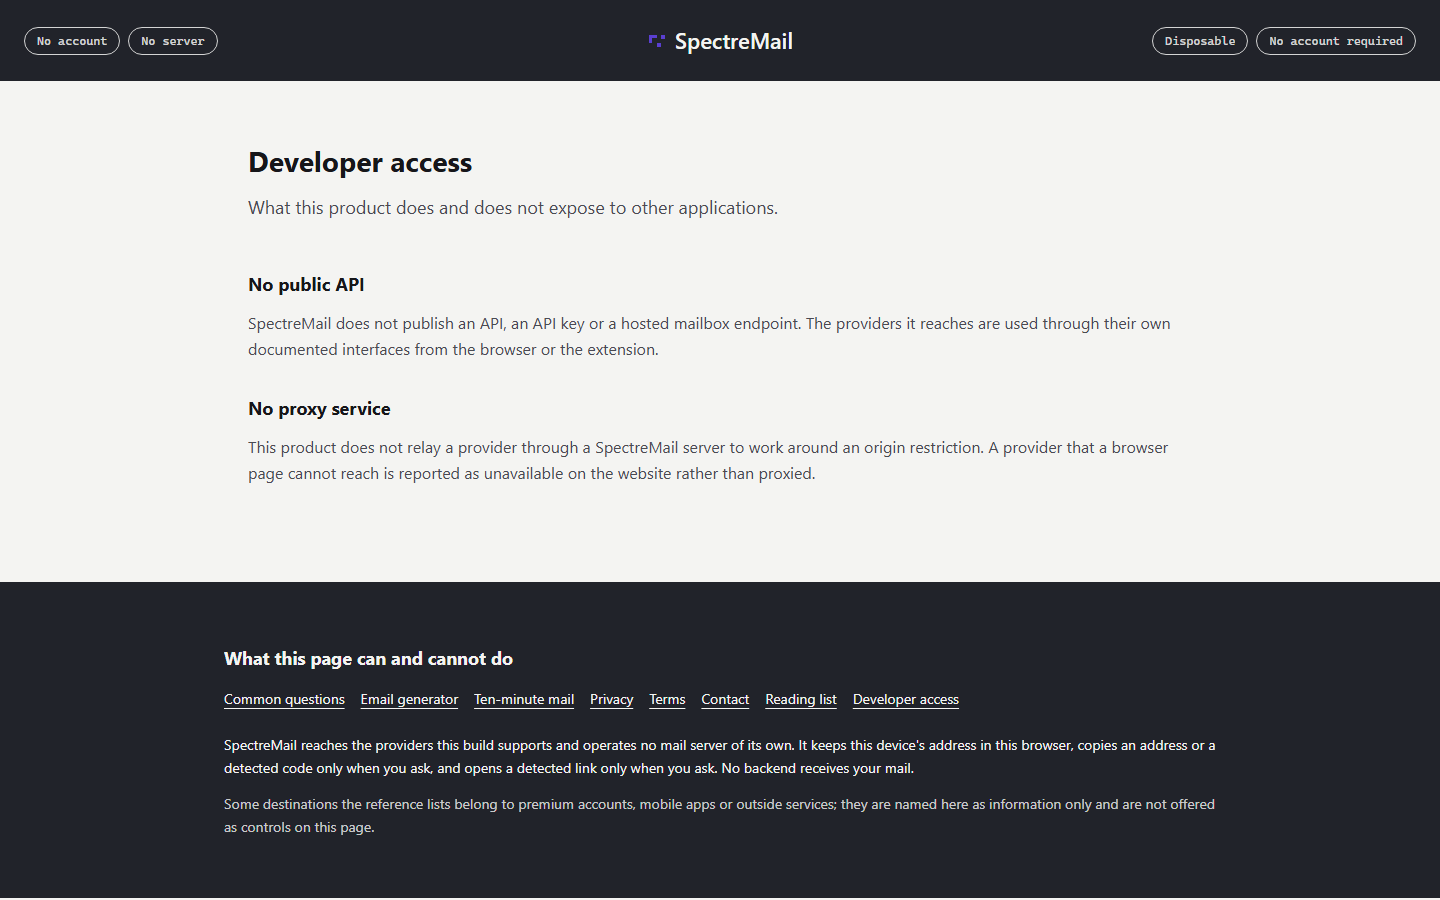 No account
No server
SpectreMail
Disposable
No account required
Developer access
What this product does and does not expose to other applications.
No public API
SpectreMail does not publish an API, an API key or a hosted mailbox endpoint. The providers it reaches are used through their own
documented interfaces from the browser or the extension.
No proxy service
This product does not relay a provider through a SpectreMail server to work around an origin restriction. A provider that a browser
page cannot reach is reported as unavailable on the website rather than proxied.
What this page can and cannot do
Common questions Email generator Ten-minute mail Privacy Terms Contact Reading list Developer access
SpectreMail reaches the providers this build supports and operates no mail server of its own. It keeps this device's address in this browser, copies an address or a
detected code only when you ask, and opens a detected link only when you ask. No backend receives your mail.
Some destinations the reference lists belong to premium accounts, mobile apps or outside services; they are named here as information only and are not offered
as controls on this page.